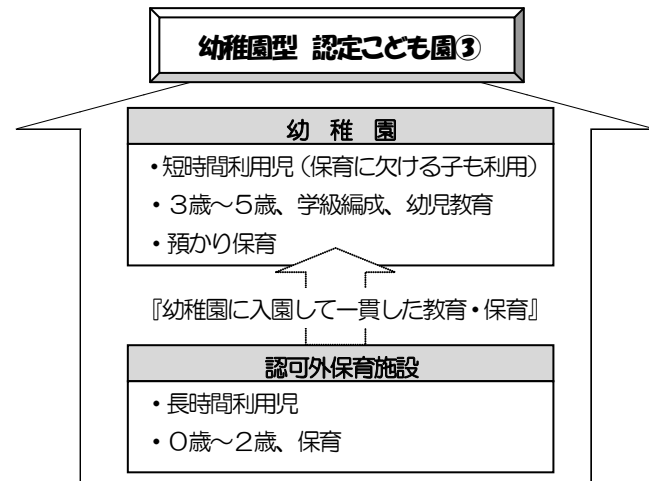 幼稚園型 認定こども園③
幼 稚 園
・短時間利用児（保育に欠ける子も利用）
・３歳～５歳、学級編成、幼児教育
・預かり保育
『幼稚園に入園して一貫した教育・保育』
認可外保育施設
・長時間利用児
・０歳～２歳、保育